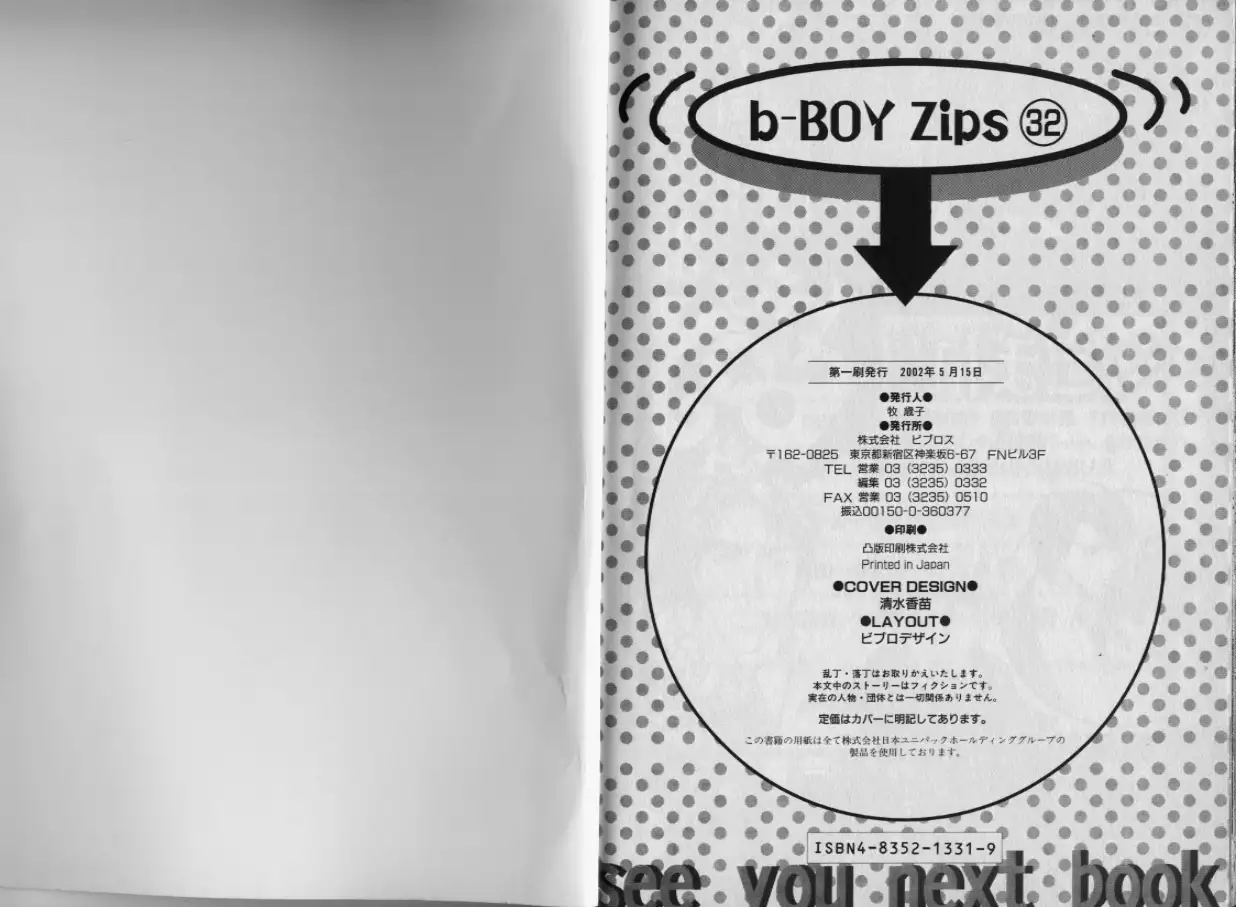 b-BOY Zips ㉜
第一刷発行　2002年5月15日
●発行人●
牧 歳子
●発行所●
株式会社　ビブロス
〒162-0825　東京都新宿区神楽坂6-67　FNビル3F
TEL 営業 03（3235）0333
編集 03（3235）0332
FAX 営業 03（3235）0510
振込00150-0-360377
●印刷●
凸版印刷株式会社
Printed in Japan
●COVER DESIGN●
清水香苗
●LAYOUT●
ビブロデザイン
乱丁・落丁はお取りかえいたします。
本文中のストーリーはフィクションです。
実在の人物・団体とは一切関係ありません。
定価はカバーに明記してあります。
この書籍の用紙は全て株式会社日本ユニパックホールディンググループの
製品を使用しております。
ISBN4-8352-1331-9
see you next book